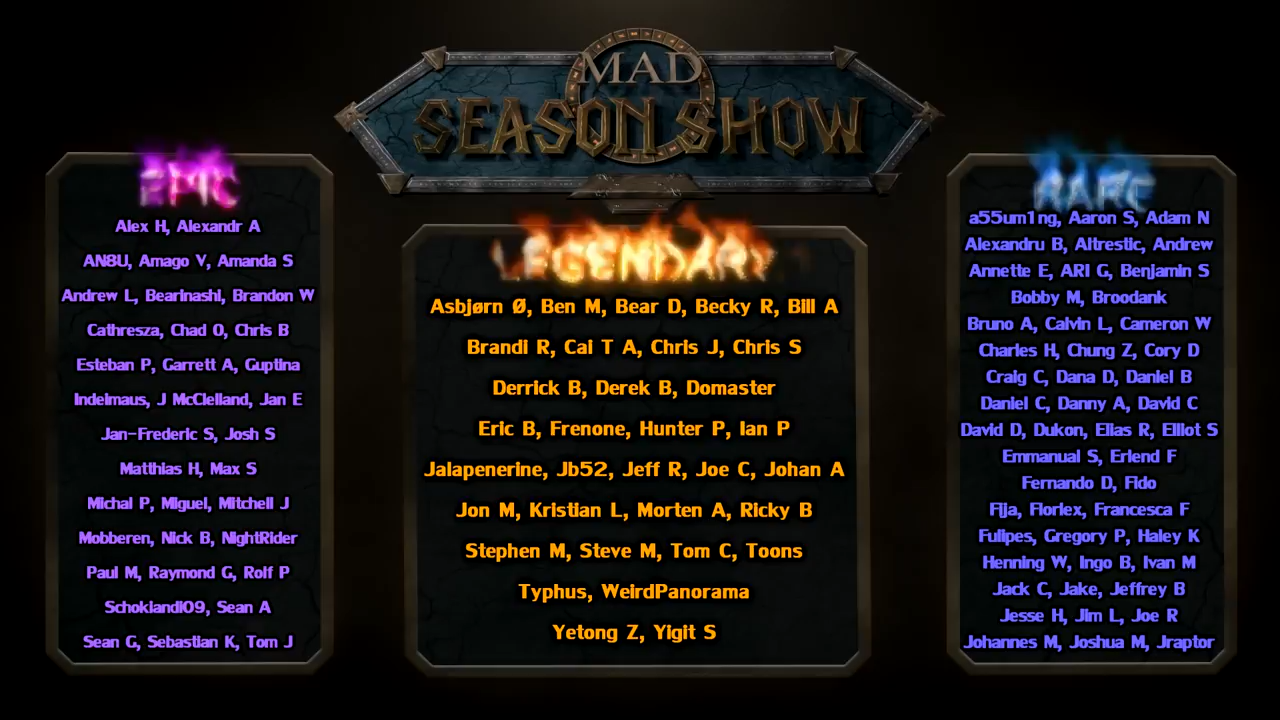 MAD
SEASON SHOW
EPIC
Alex H, Alexandr A
AN8U, Amago V, Amanda S
Andrew L, Bearinashi, Brandon W
Cathresza, Chad O, Chris B
Esteban P, Garrett A, Guptina
Indelmaus, J McClelland, Jan E
Jan-Frederic S, Josh S
Matthias H, Max S
Michal P, Miguel, Mitchell J
Mobberen, Nick B, NightRider
Paul M, Raymond G, Rolf P
Schoklandl09, Sean A
Sean G, Sebastian K, Tom J
LEGENDARY
Asbjørn Ø, Ben M, Bear D, Becky R, Bill A
Brandi R, Cai T A, Chris J, Chris S
Derrick B, Derek B, Domaster
Eric B, Frenone, Hunter P, Ian P
Jalapenerine, Jb52, Jeff R, Joe C, Johan A
Jon M, Kristian L, Morten A, Ricky B
Stephen M, Steve M, Tom C, Toons
Typhus, WeirdPanorama
Yetong Z, Yigit S
RARE
a55um1ng, Aaron S, Adam N
Alexandru B, Altrestic, Andrew
Annette E, ARI G, Benjamin S
Bobby M, Broodank
Bruno A, Calvin L, Cameron W
Charles H, Chung Z, Cory D
Craig C, Dana D, Daniel B
Daniel C, Danny A, David C
David D, Dukon, Elias R, Elliot S
Emmanual S, Erlend F
Fernando D, Fido
Fija, Florlex, Francesca F
Fulipes, Gregory P, Haley K
Henning W, Ingo B, Ivan M
Jack C, Jake, Jeffrey B
Jesse H, Jim L, Joe R
Johannes M, Joshua M, Jraptor